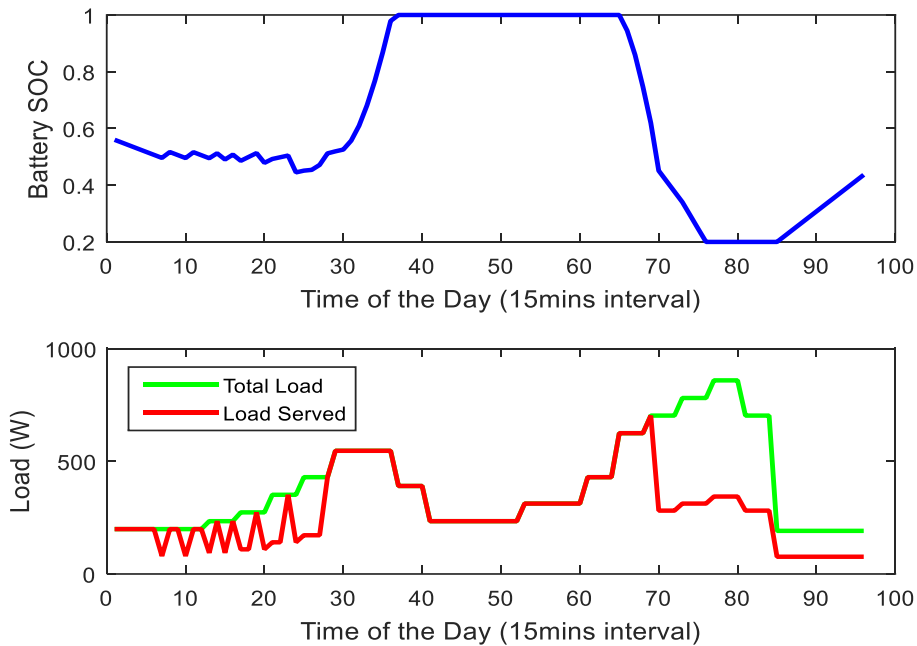 1
0.8
0.6
0.4
0.2
Battery SOC
0 10 20 30 40 50 60 70 80 90 100
Time of the Day (15mins interval)
1000
500
0
Load (W)
Total Load
Load Served
0 10 20 30 40 50 60 70 80 90 100
Time of the Day (15mins interval)